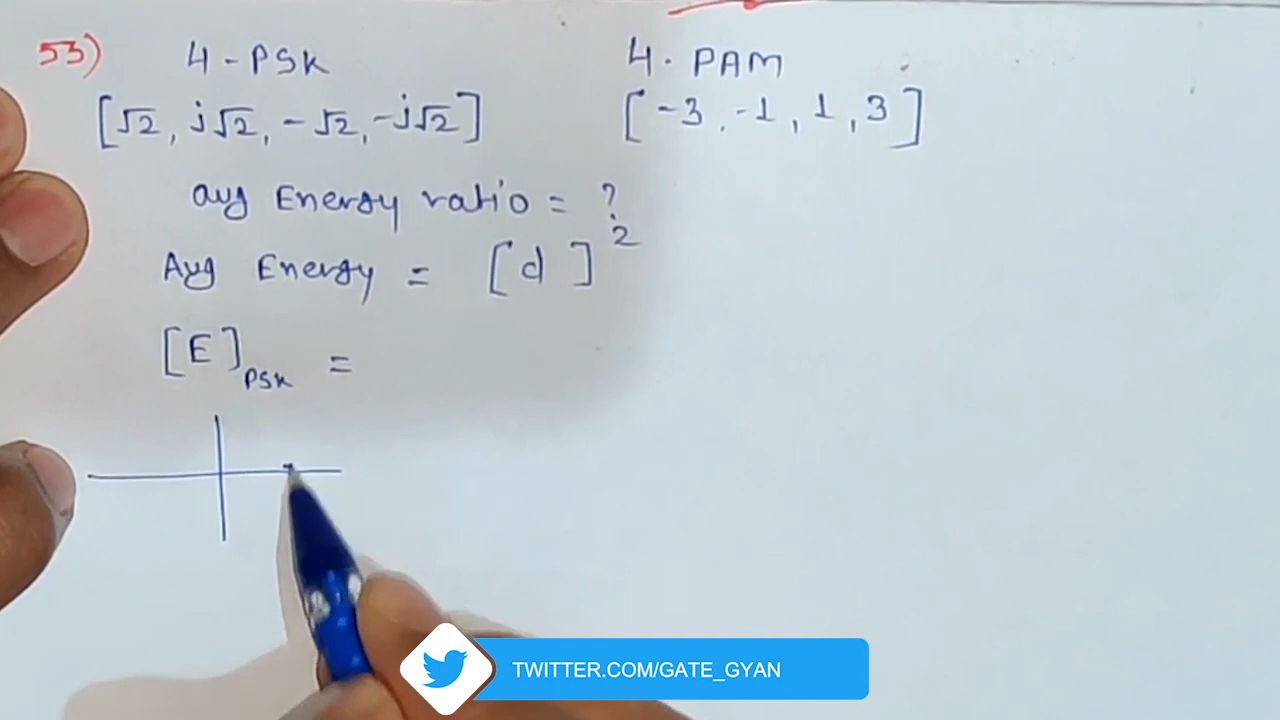 53) 4-PSK 4. PAM
[√2, j√2, -√2, -j√2] [-3, -1, 1, 3]
avg Energy ratio = ?
Avg Energy = [d]²
[E]PSK =
TWITTER.COM/GATE_GYAN